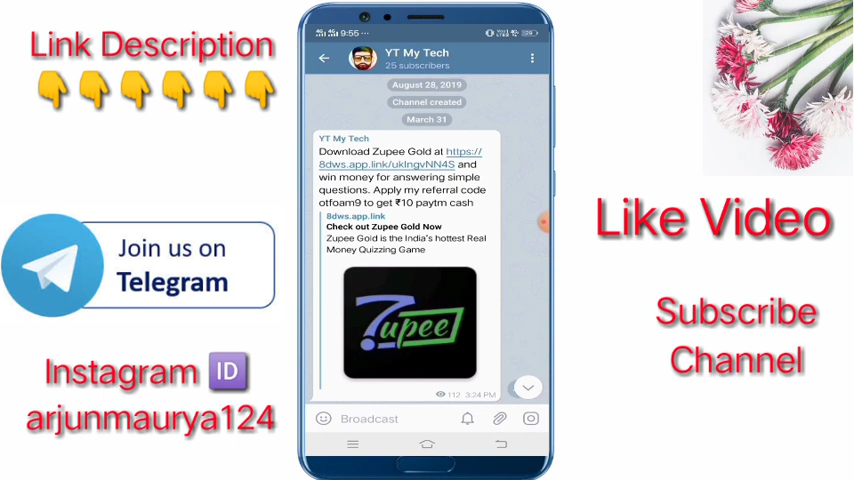 Link Description
Join us on
Telegram
Instagram 🆔
arjunmaurya124
9:55
YT My Tech
25 subscribers
August 28, 2019
Channel created
March 31
YT My Tech
Download Zupee Gold at https://
8dws.app.link/uklngvNN4S and
win money for answering simple
questions. Apply my referral code
otfoam9 to get ₹10 paytm cash
8dws.app.link
Check out Zupee Gold Now
Zupee Gold is the India's hottest Real
Money Quizzing Game
Zupee
112 3:24 PM
Broadcast
Like Video
Subscribe
Channel